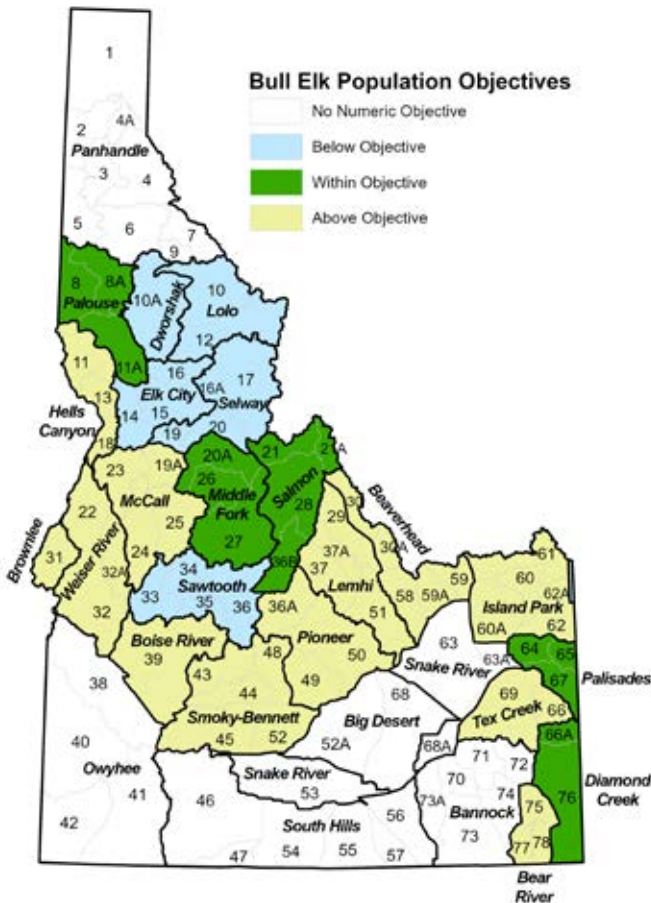 1
Bull Elk Population Objectives
No Numeric Objective
Below Objective
Within Objective
Above Objective
2
4A
Panhandle
3
4
5
6
7
9
8
8A
Palouse
10A
Dworshak
10
Lolo
12
11
11A
16
16A
17
Elk City
Selway
13
14
15
19
20
Hells
Canyon
18
23
19A
20A
21
21A
26
Middle
Fork
Salmon
28
McCall
22
25
27
24
36B
Brownlee
31
Weiser River
32A
32
29
30
Beaverhead
30A
37A
37
Lemhi
51
58
59A
59
61
60
62A
Island Park
60A
62
34
Sawtooth
33
35
36
36A
Boise River
39
Pioneer
48
50
49
43
44
Smoky-Bennett
45
52
63
63A
Snake River
64
65
67
Palisades
69
66
Tex Creek
66A
68
Big Desert
52A
68A
38
40
Owyhee
41
42
Snake River
53
46
South Hills
56
47
54
55
57
71
72
70
74
73A
Bannock
73
75
76
77
78
Diamond
Creek
Bear
River